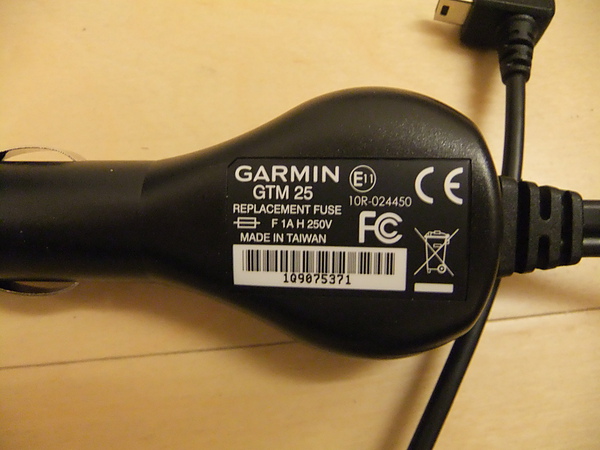 GARMIN E11
GTM 25
10R-024450
REPLACEMENT FUSE
F 1A H 250V
MADE IN TAIWAN
FC
CE
1Q9075371